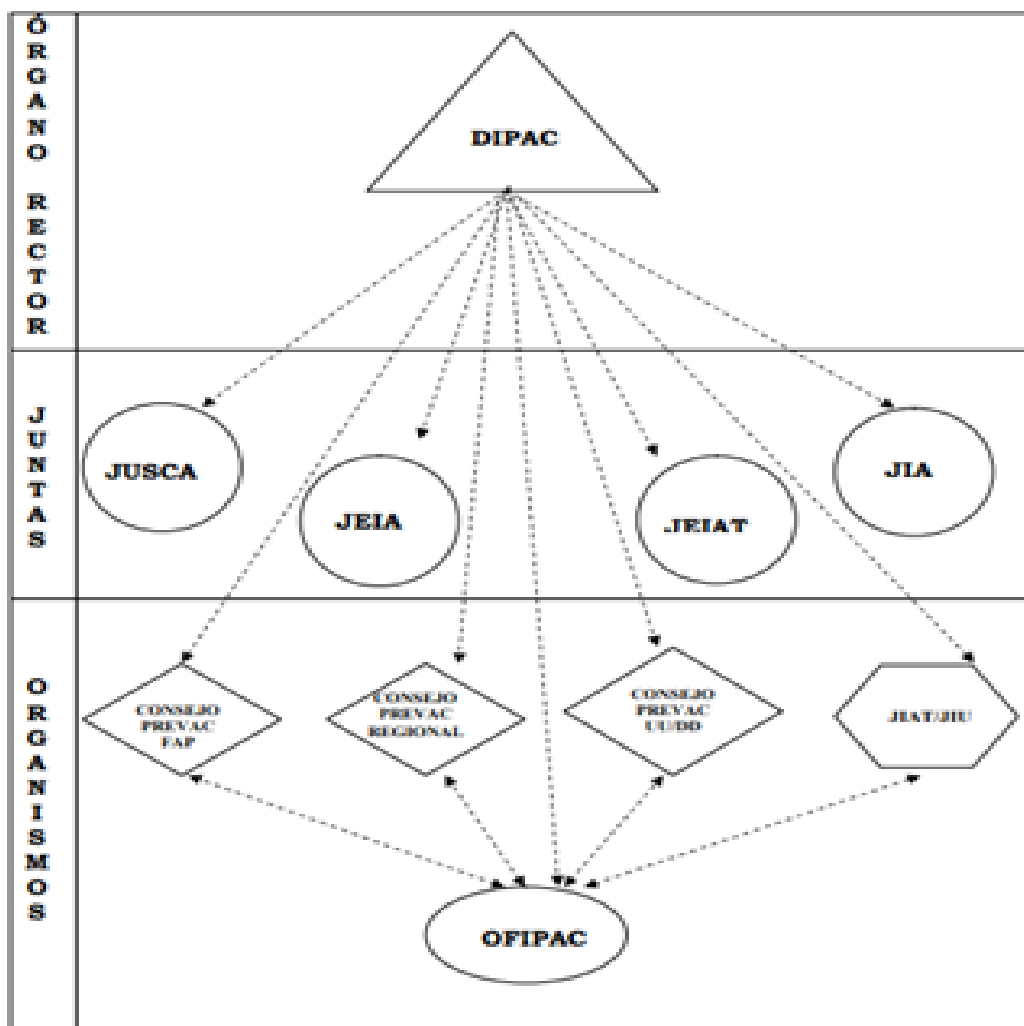 ÓRGANO RECTOR
DIPAC
JUNTAS
JUSCA
JEIA
JEIAT
JIA
ORGANISMOS
CONSEJO
PREVAC
FAP
CONSEJO
PREVAC
REGIONAL
CONSEJO
PREVAC
UU/DD
JIAT/JIU
OFIPAC